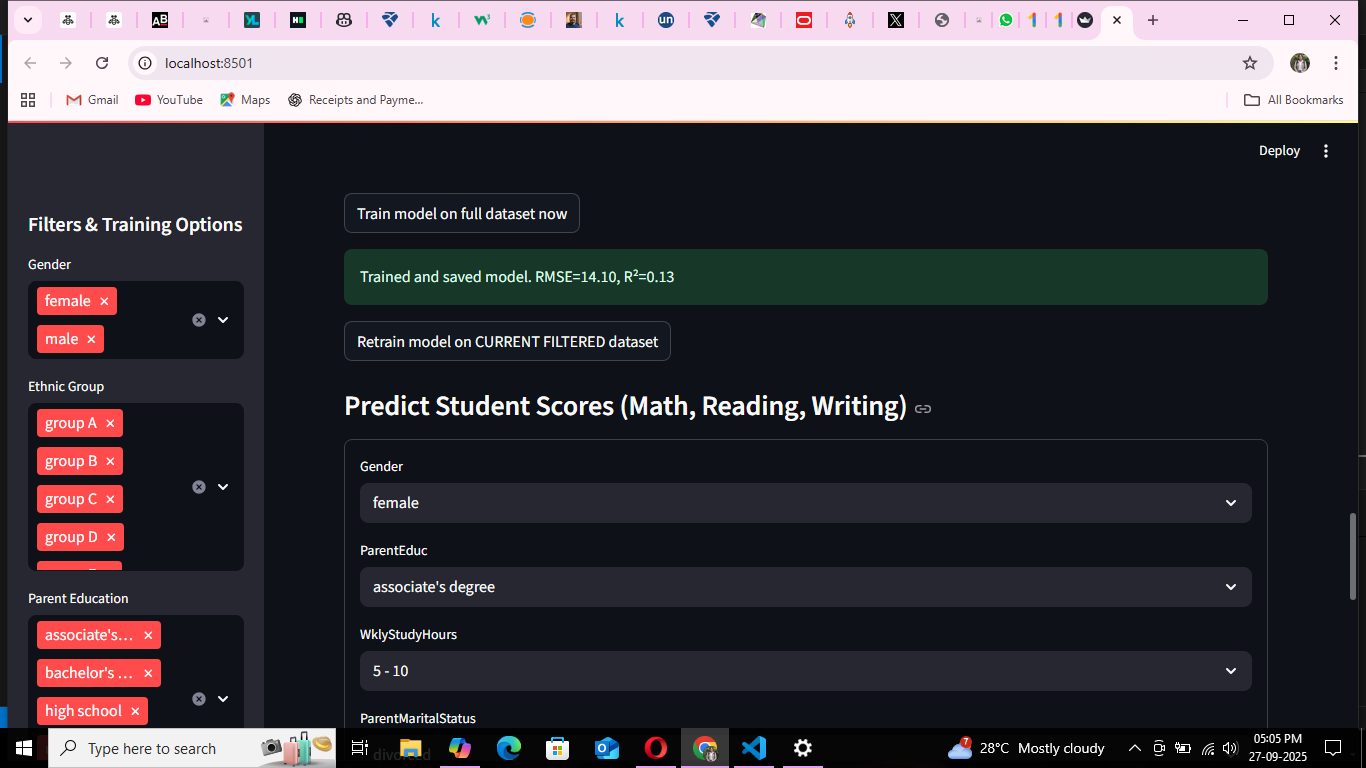 localhost:8501
Gmail
YouTube
Maps
Receipts and Payme...
All Bookmarks
Deploy
Filters & Training Options
Gender
female
male
Ethnic Group
group A
group B
group C
group D
Parent Education
associate's...
bachelor's ...
high school
Train model on full dataset now
Trained and saved model. RMSE=14.10, R²=0.13
Retrain model on CURRENT FILTERED dataset
Predict Student Scores (Math, Reading, Writing)
Gender
female
ParentEduc
associate's degree
WklyStudyHours
5 - 10
ParentMaritalStatus
divorced
Type here to search
28°C Mostly cloudy
05:05 PM
27-09-2025